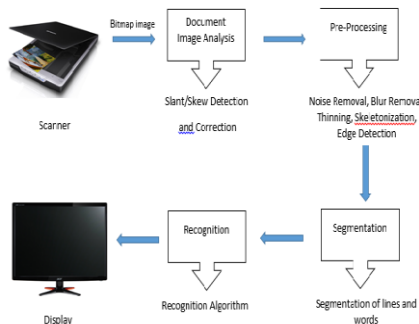 Bitmap image
Document
Image Analysis
Pre-Processing
Slant/Skew Detection
and Correction
Scanner
Noise Removal, Blur Remova
Thinning, Skeletonization,
Edge Detection
Recognition
Segmentation
Recognition Algorithm
Segmentation of lines and
words
Display